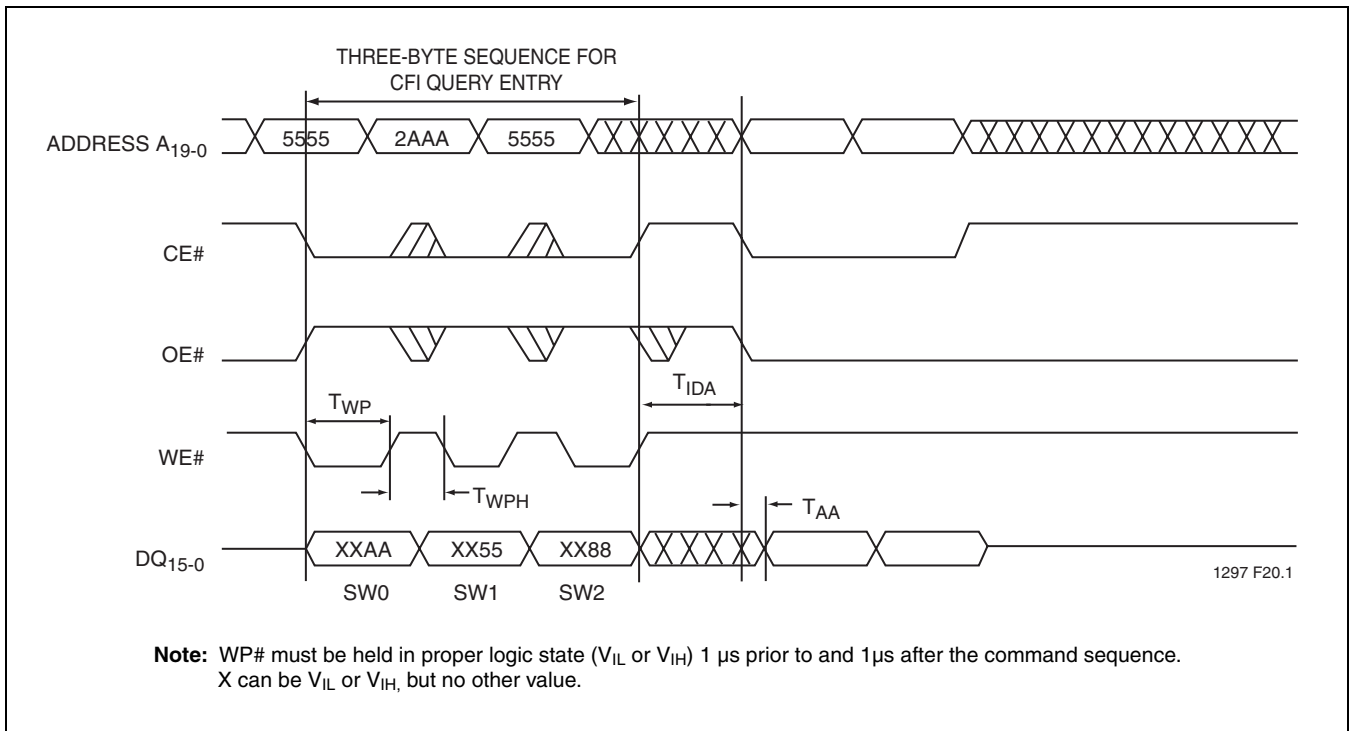 THREE-BYTE SEQUENCE FOR
CFI QUERY ENTRY
ADDRESS A19-0
5555
2AAA
5555
CE#
OE#
TIDA
TWP
WE#
TWPH
TAA
DQ15-0
XXAA
XX55
XX88
1297 F20.1
SW0
SW1
SW2
Note: WP# must be held in proper logic state (VIL or VIH) 1 µs prior to and 1µs after the command sequence.
X can be VIL or VIH, but no other value.